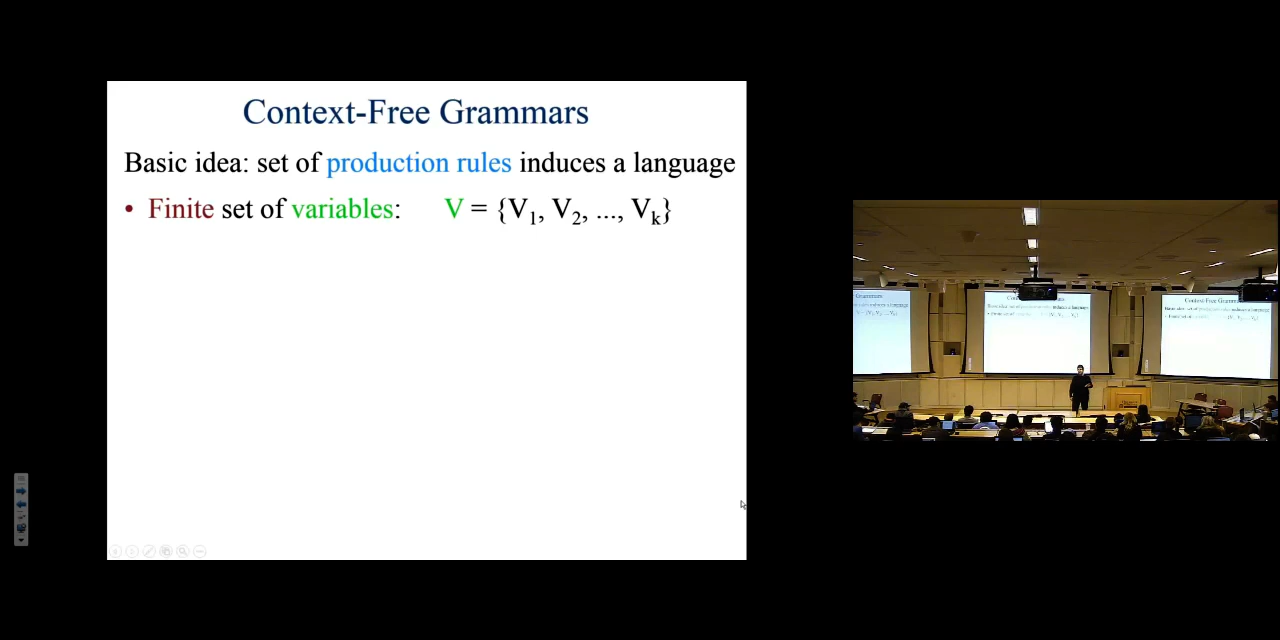 Context-Free Grammars
Basic idea: set of production rules induces a language
• Finite set of variables: V = {V₁, V₂, ..., Vₖ}